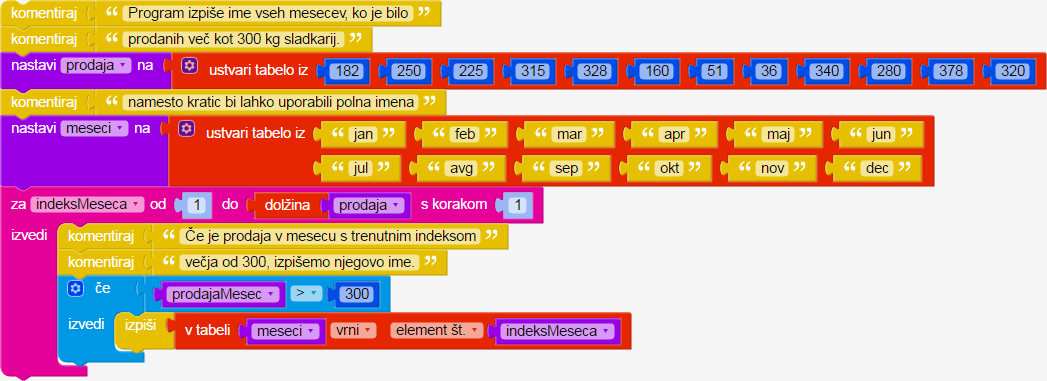 komentiraj “ Program izpiše ime vseh mesecev, ko je bilo ”
komentiraj “ prodanih več kot 300 kg sladkarij. ”
nastavi prodaja na ustvari tabelo iz 182 250 225 315 328 160 51 36 340 280 378 320
komentiraj “ namesto kratic bi lahko uporabili polna imena ”
nastavi meseci na ustvari tabelo iz “ jan ” “ feb ” “ mar ” “ apr ” “ maj ” “ jun ”
“ jul ” “ avg ” “ sep ” “ okt ” “ nov ” “ dec ”
za indeksMeseca od 1 do dolžina prodaja s korakom 1
izvedi komentiraj “ Če je prodaja v mesecu s trenutnim indeksom ”
komentiraj “ večja od 300, izpišemo njegovo ime. ”
če prodajaMesec > 300
izvedi izpiši v tabeli meseci vrni element št. indeksMeseca